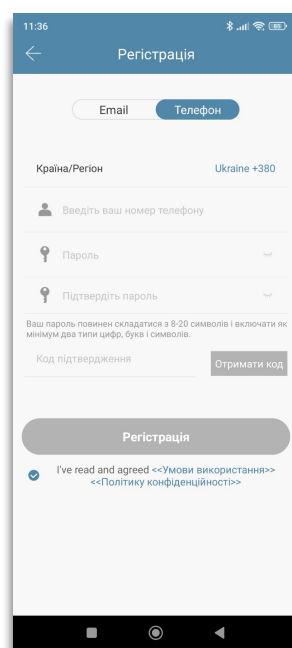 11:36
Регістрація
Email Телефон
Країна/Регіон Ukraine +380
Введіть ваш номер телефону
Пароль
Підтвердіть пароль
Ваш пароль повинен складатися з 8-20 символів і включати як
мінімум два типи цифр, букв і символів.
Код підтвердження Отримати код
Регістрація
I've read and agreed <<Умови використання>>
<<Політику конфіденційності>>